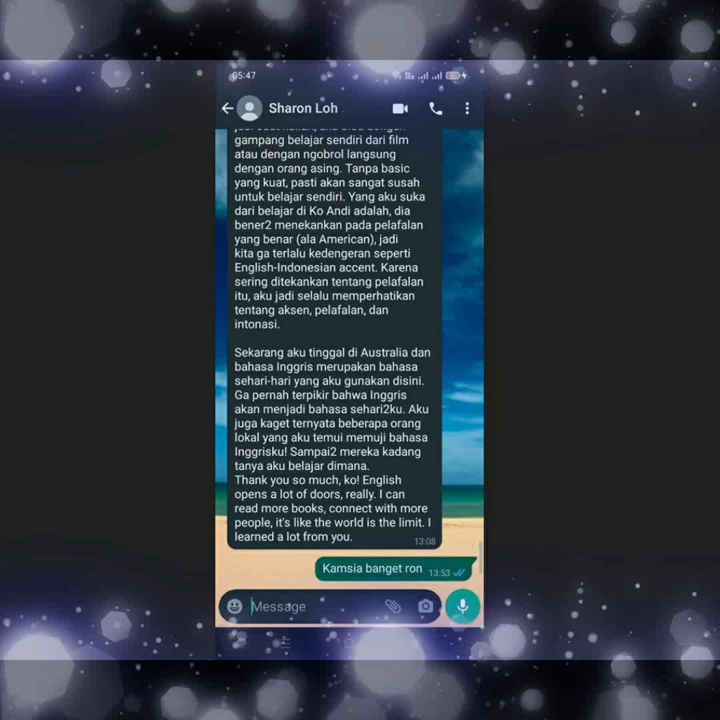 05:47
Sharon Loh
gampang belajar sendiri dari film
atau dengan ngobrol langsung
dengan orang asing. Tanpa basic
yang kuat, pasti akan sangat susah
untuk belajar sendiri. Yang aku suka
dari belajar di Ko Andi adalah, dia
bener2 menekankan pada pelafalan
yang benar (ala American), jadi
kita ga terlalu kedengeran seperti
English-Indonesian accent. Karena
sering ditekankan tentang pelafalan
itu, aku jadi selalu memperhatikan
tentang aksen, pelafalan, dan
intonasi.
Sekarang aku tinggal di Australia dan
bahasa Inggris merupakan bahasa
sehari-hari yang aku gunakan disini.
Ga pernah terpikir bahwa Inggris
akan menjadi bahasa sehari2ku. Aku
juga kaget ternyata beberapa orang
lokal yang aku temui memuji bahasa
Inggrisku! Sampai2 mereka kadang
tanya aku belajar dimana.
Thank you so much, ko! English
opens a lot of doors, really. I can
read more books, connect with more
people, it's like the world is the limit. I
learned a lot from you.
13:08
Kamsia banget ron 13:53
Message